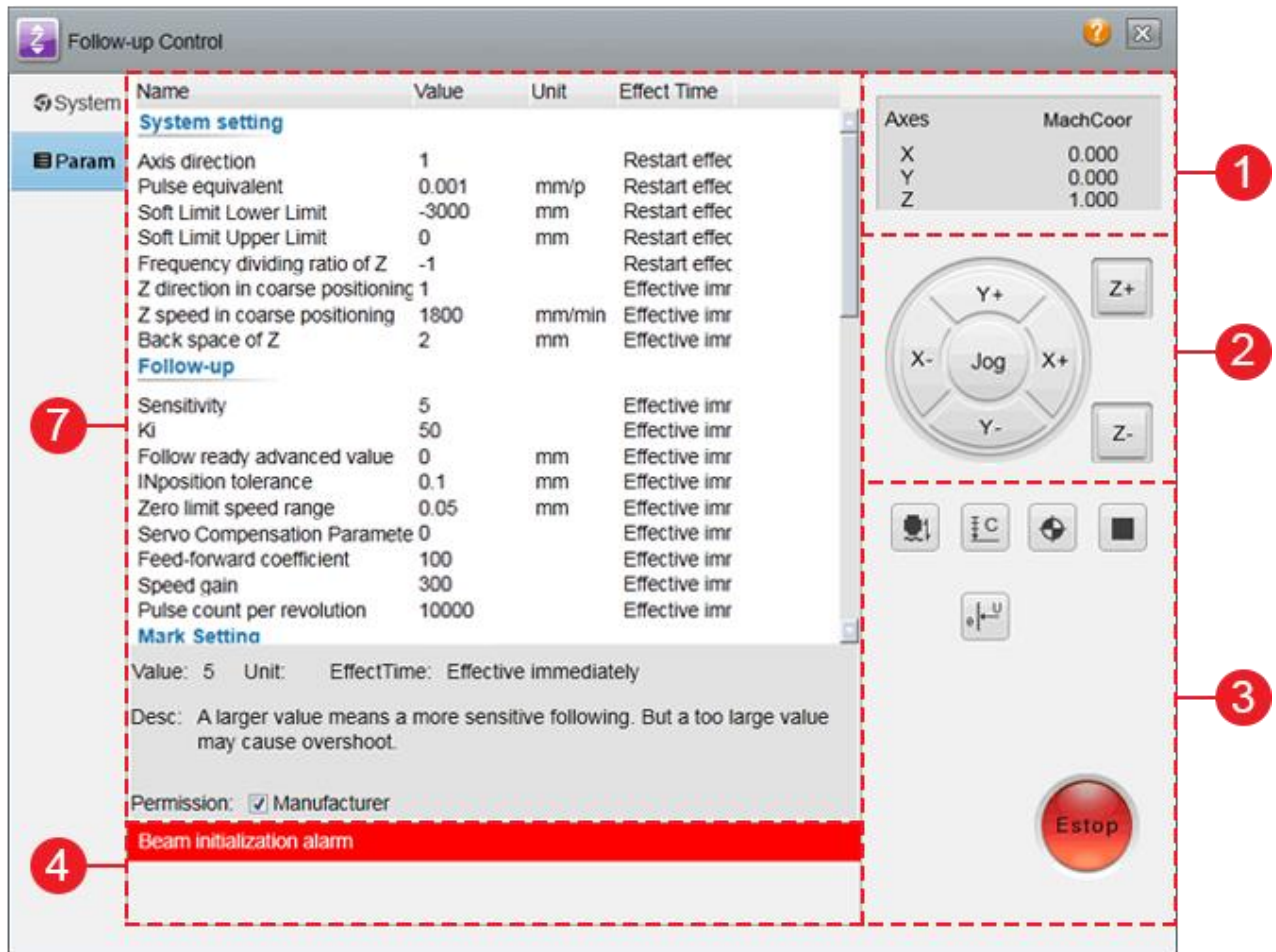 Follow-up Control
?
System
Param
Name Value Unit Effect Time
System setting
Axis direction 1 Restart effec
Pulse equivalent 0.001 mm/p Restart effec
Soft Limit Lower Limit -3000 mm Restart effec
Soft Limit Upper Limit 0 mm Restart effec
Frequency dividing ratio of Z -1 Restart effec
Z direction in coarse positioning 1 Effective imr
Z speed in coarse positioning 1800 mm/min Effective imr
Back space of Z 2 mm Effective imr
Follow-up
Sensitivity 5 Effective imr
Ki 50 Effective imr
Follow ready advanced value 0 mm Effective imr
INposition tolerance 0.1 mm Effective imr
Zero limit speed range 0.05 mm Effective imr
Servo Compensation Paramete 0 Effective imr
Feed-forward coefficient 100 Effective imr
Speed gain 300 Effective imr
Pulse count per revolution 10000 Effective imr
Mark Setting
Value: 5 Unit: EffectTime: Effective immediately
Desc: A larger value means a more sensitive following. But a too large value
may cause overshoot.
Permission: Manufacturer
Beam initialization alarm
Axes MachCoor
X 0.000
Y 0.000
Z 1.000
Y+
X- Jog X+
Y-
Z+
Z-
C
e U
Estop
1
2
3
4
7